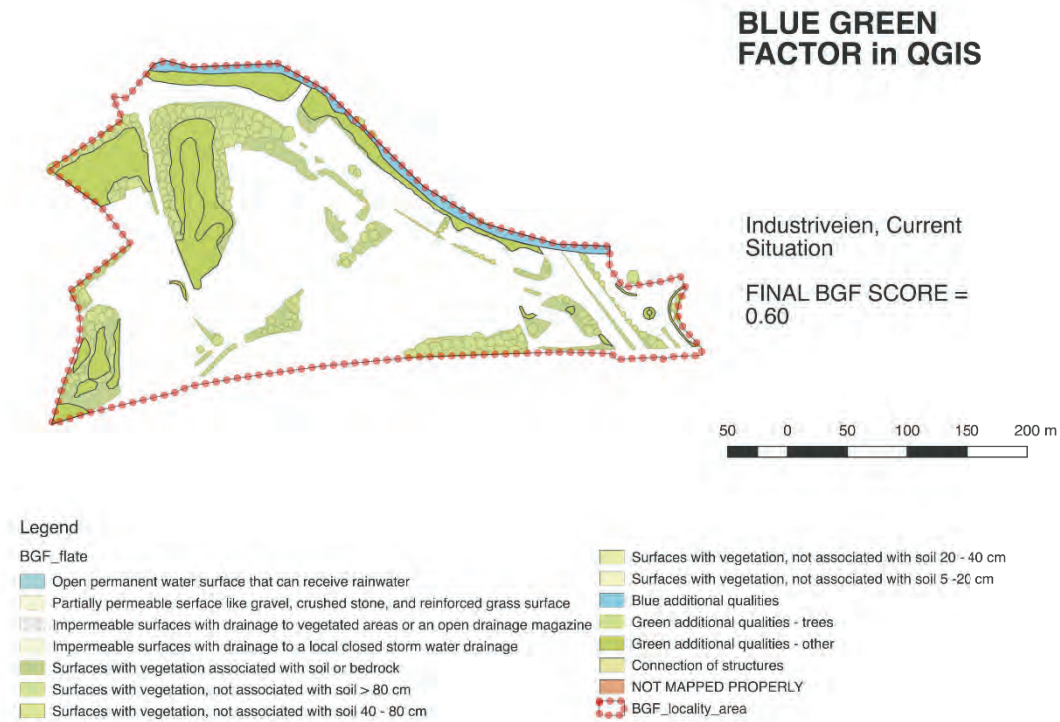 BLUE GREEN
FACTOR in QGIS
Industriveien, Current
Situation
FINAL BGF SCORE =
0.60
50 0 50 100 150 200 m
Legend
BGF_flate
Open permanent water surface that can receive rainwater
Partially permeable serface like gravel, crushed stone, and reinforced grass surface
Impermeable surfaces with drainage to vegetated areas or an open drainage magazine
Impermeable surfaces with drainage to a local closed storm water drainage
Surfaces with vegetation associated with soil or bedrock
Surfaces with vegetation, not associated with soil > 80 cm
Surfaces with vegetation, not associated with soil 40 - 80 cm
Surfaces with vegetation, not associated with soil 20 - 40 cm
Surfaces with vegetation, not associated with soil 5 -20 cm
Blue additional qualities
Green additional qualities - trees
Green additional qualities - other
Connection of structures
NOT MAPPED PROPERLY
BGF_locality_area